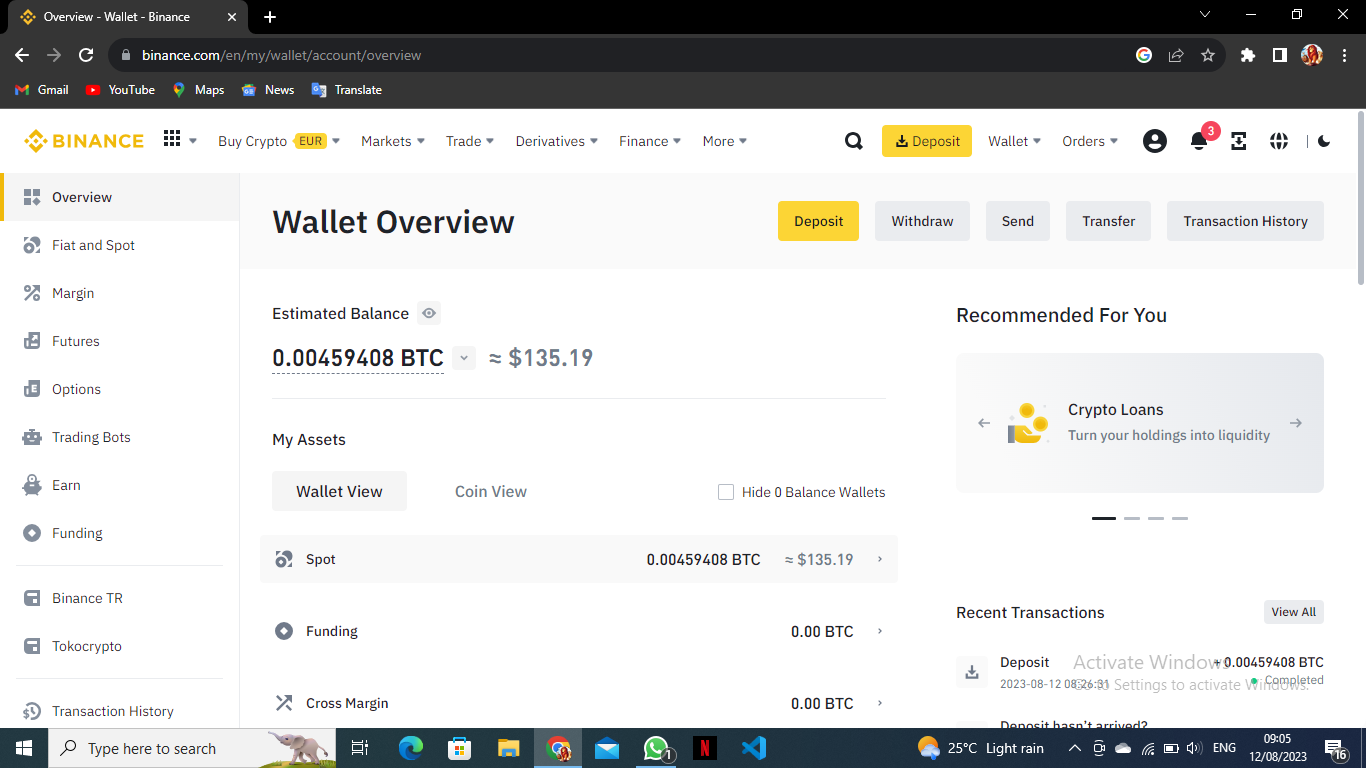 Overview - Wallet - Binance
binance.com/en/my/wallet/account/overview
Gmail YouTube Maps News Translate
BINANCE Buy Crypto EUR Markets Trade Derivatives Finance More Deposit Wallet Orders 3
Overview
Fiat and Spot
Margin
Futures
Options
Trading Bots
Earn
Funding
Binance TR
Tokocrypto
Transaction History
Wallet Overview
Deposit Withdraw Send Transfer Transaction History
Estimated Balance
0.00459408 BTC ≈ $135.19
My Assets
Wallet View Coin View Hide 0 Balance Wallets
Spot 0.00459408 BTC ≈ $135.19
Funding 0.00 BTC
Cross Margin 0.00 BTC
Recommended For You
Crypto Loans
Turn your holdings into liquidity
Recent Transactions View All
Deposit + 0.00459408 BTC
2023-08-12 08:26:31 Completed
Deposit hasn't arrived?
Activate Windows
Go to Settings to activate Windows.
Type here to search
1
25°C Light rain
ENG
09:05
12/08/2023
16